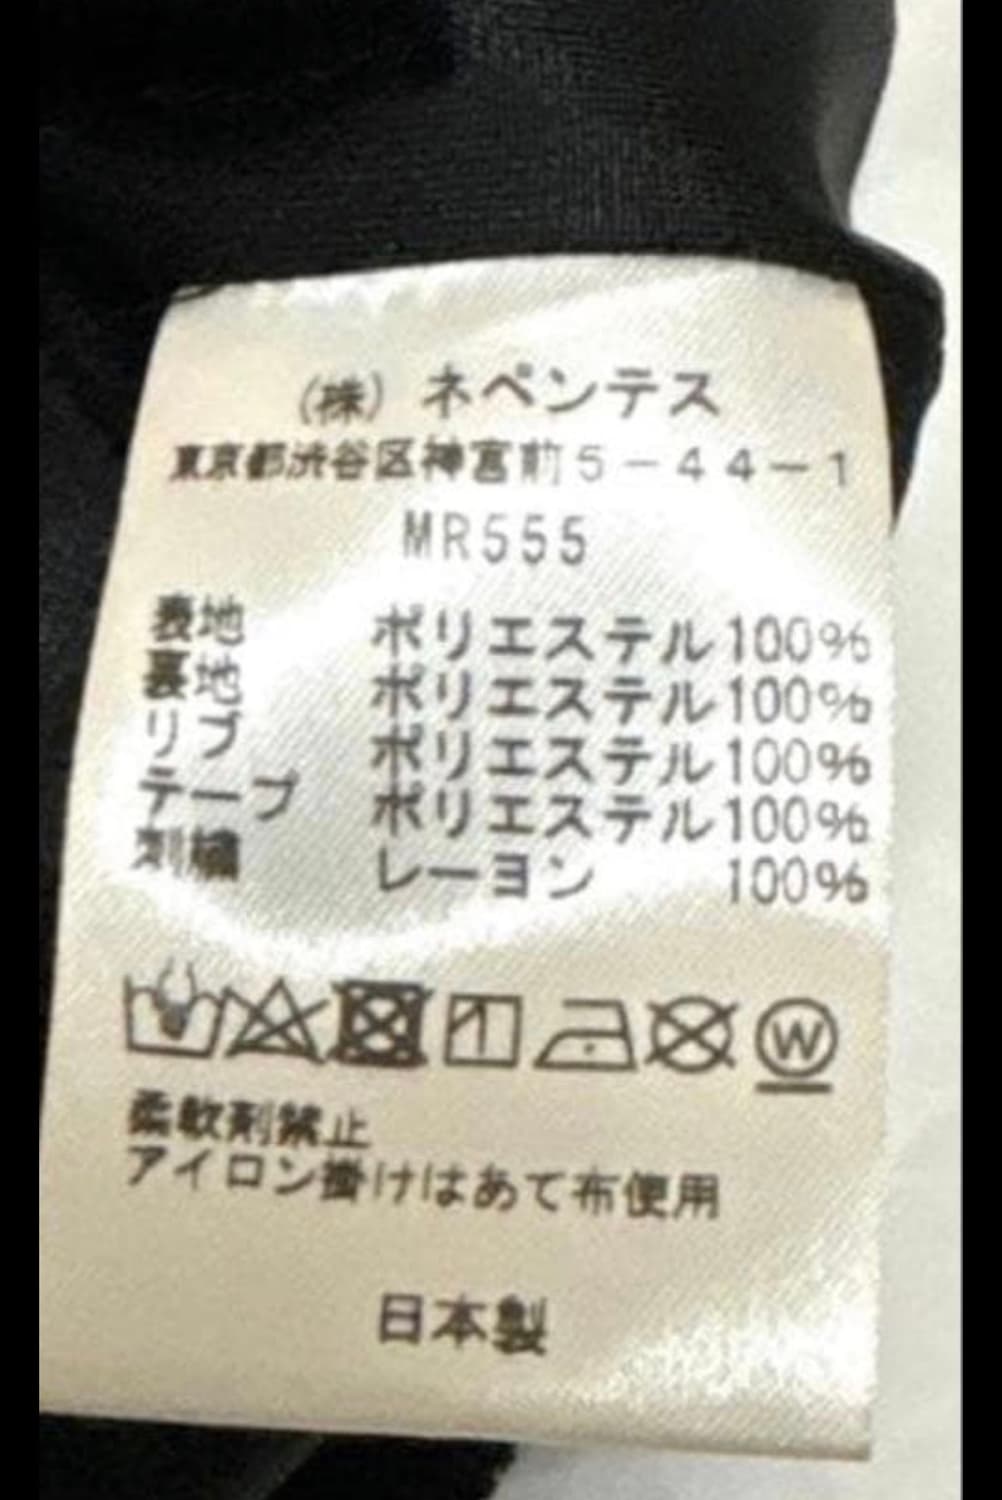 (株) ネペンテス
東京都渋谷区神宮前5-44-1
MR555
表地 ポリエステル100%
裏地 ポリエステル100%
リブ ポリエステル100%
テープ ポリエステル100%
刺繍 レーヨン 100%
W
柔軟剤禁止
アイロン掛けはあて布使用
日本製